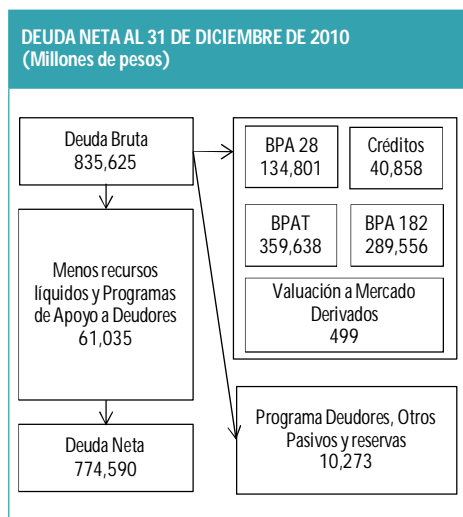 DEUDA NETA AL 31 DE DICIEMBRE DE 2010
(Millones de pesos)
Deuda Bruta
835,625
BPA 28
134,801
Créditos
40,858
BPAT
359,638
BPA 182
289,556
Menos recursos
líquidos y Programas
de Apoyo a Deudores
61,035
Valuación a Mercado
Derivados
499
Deuda Neta
774,590
Programa Deudores, Otros
Pasivos y reservas
10,273